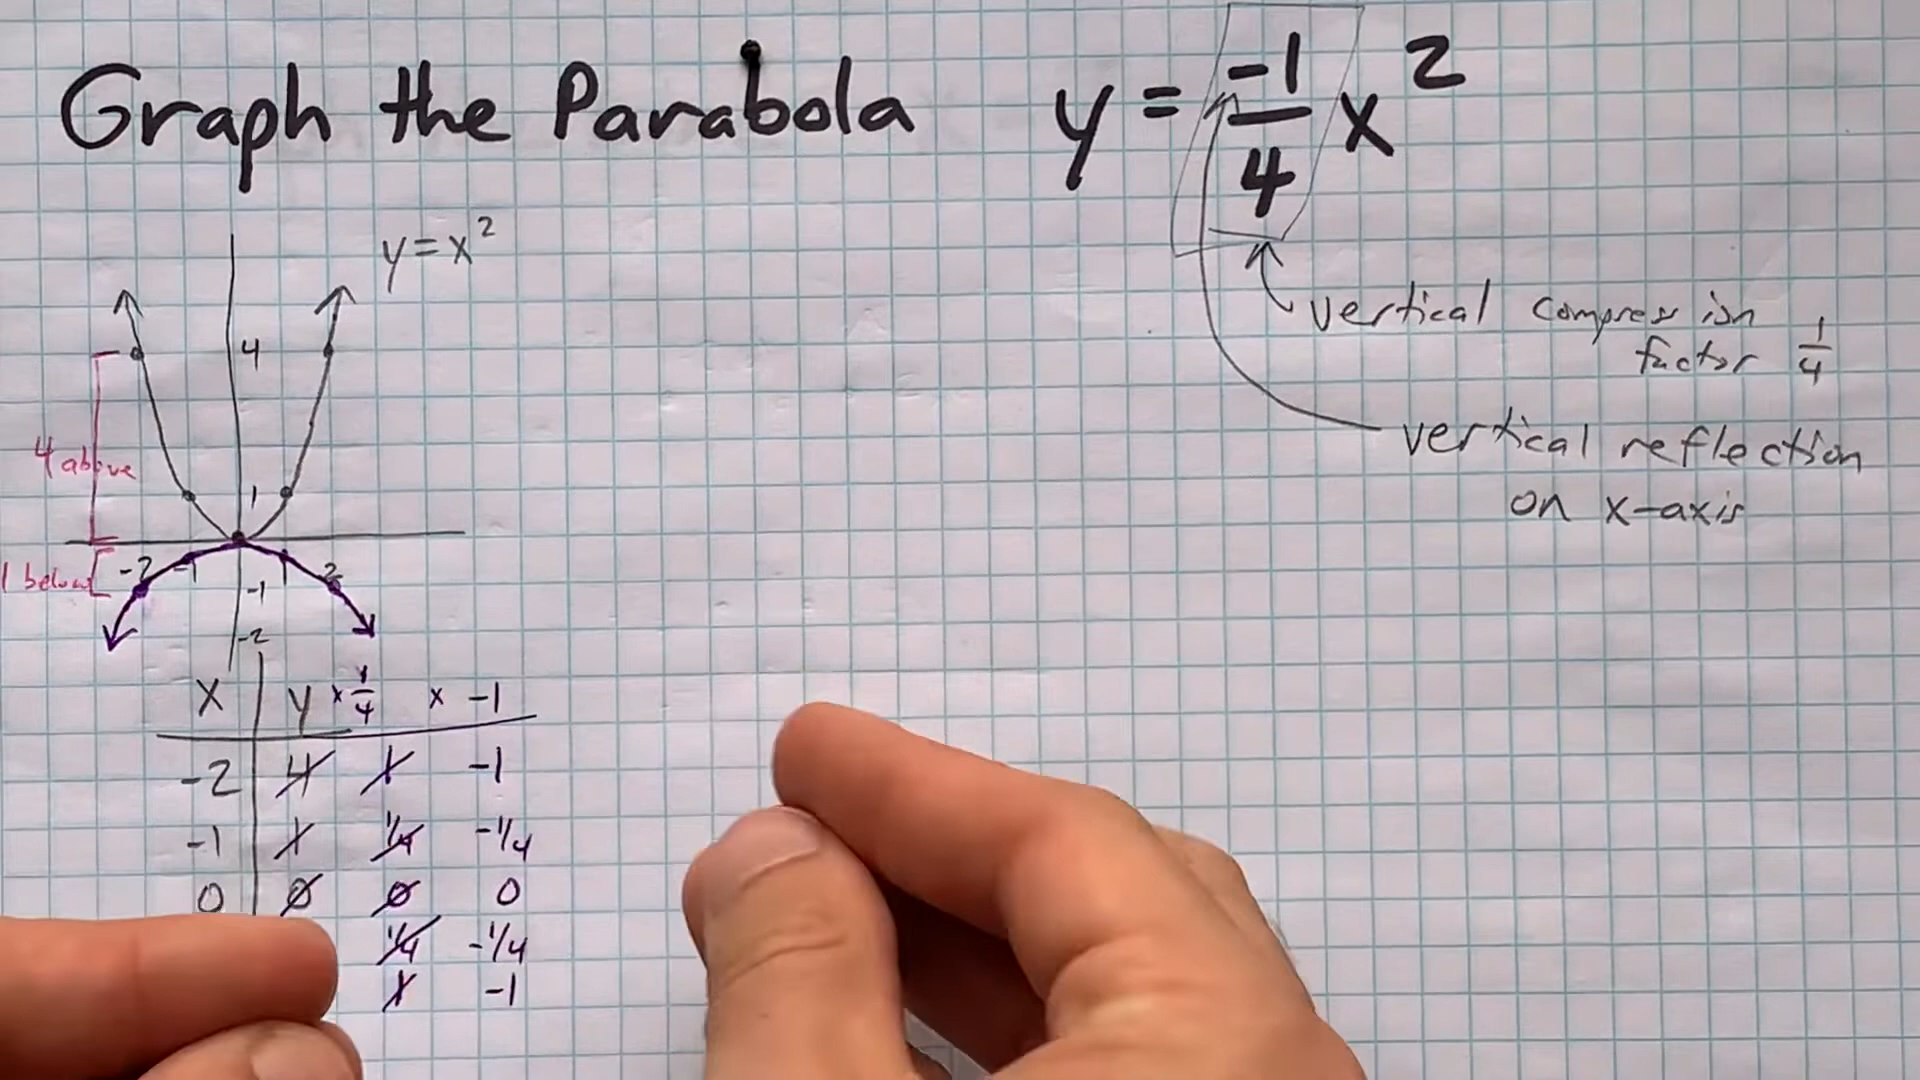 Graph the Parabola y = -1/4 x²
y = x²
4
4 above
1
-2 -1 1 2
1 below
-1
-2
vertical compression
factor 1/4
vertical reflection
on x-axis
x | y × 1/4 × -1
-2 4 1 -1
-1 1 1/4 -1/4
0 0 0 0
1/4 -1/4
1 -1